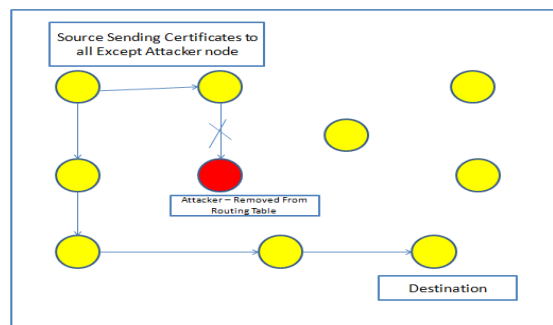 Source Sending Certificates to
all Except Attacker node
Attacker – Removed From
Routing Table
Destination